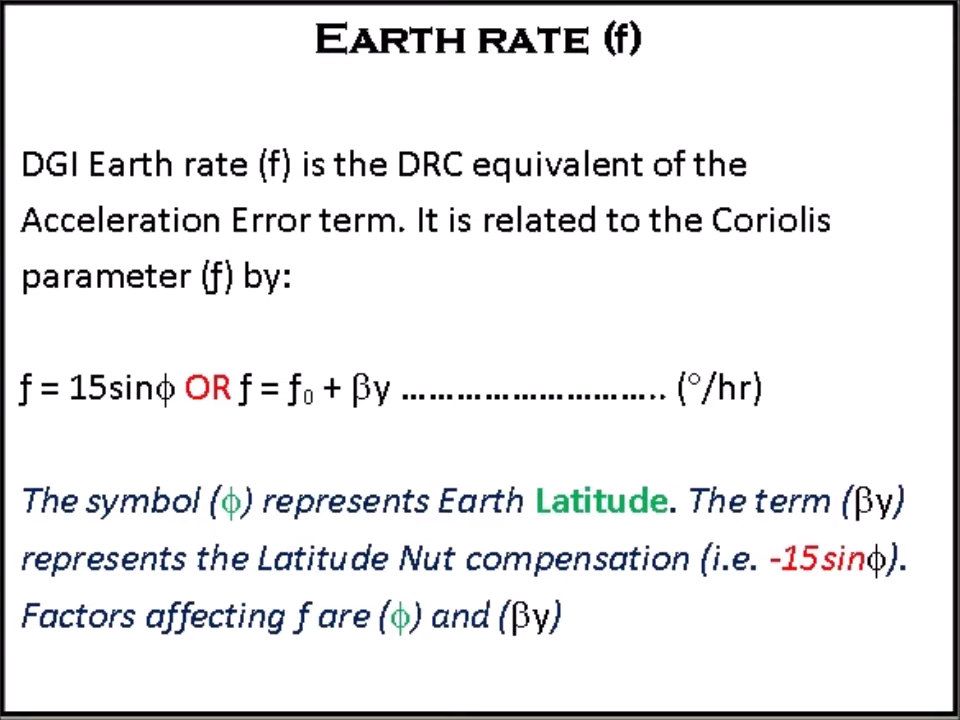 EARTH RATE (f)
DGI Earth rate (f) is the DRC equivalent of the
Acceleration Error term. It is related to the Coriolis
parameter (ƒ) by:
ƒ = 15sinϕ OR ƒ = ƒ₀ + βy ……………………….. (°/hr)
The symbol (ϕ) represents Earth Latitude. The term (βy)
represents the Latitude Nut compensation (i.e. -15sinϕ).
Factors affecting ƒ are (ϕ) and (βy)